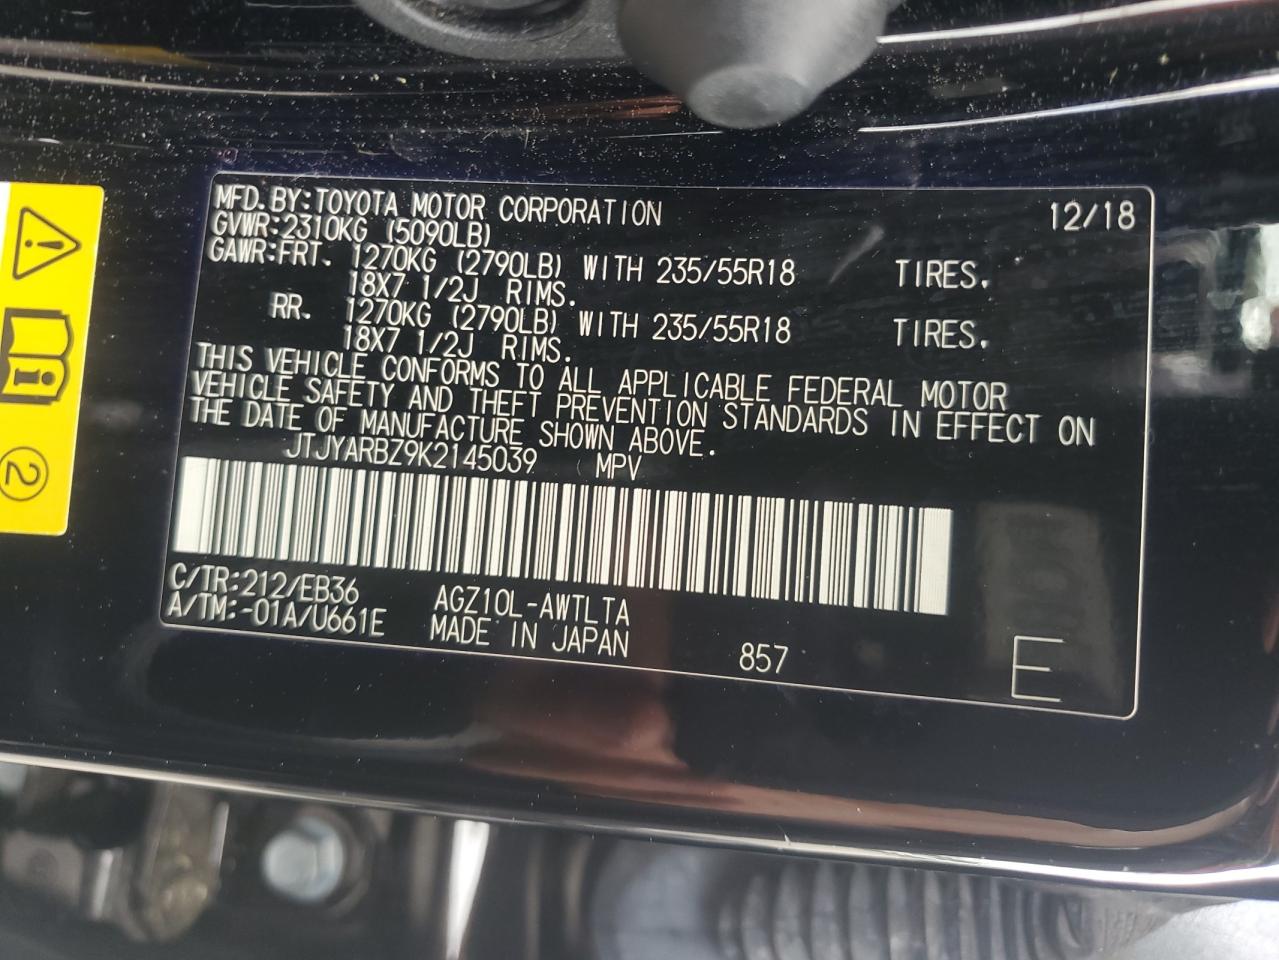 MFD.BY:TOYOTA MOTOR CORPORATION 12/18
GVWR:2310KG (5090LB)
GAWR:FRT. 1270KG (2790LB) WITH 235/55R18 TIRES.
18X7 1/2J RIMS.
RR. 1270KG (2790LB) WITH 235/55R18 TIRES.
18X7 1/2J RIMS.
THIS VEHICLE CONFORMS TO ALL APPLICABLE FEDERAL MOTOR
VEHICLE SAFETY AND THEFT PREVENTION STANDARDS IN EFFECT ON
THE DATE OF MANUFACTURE SHOWN ABOVE.
JTJYARBZ9K2145039 MPV
C/TR:212/EB36 AGZ10L-AWTLTA
A/TM:-01A/U661E MADE IN JAPAN 857 E
2